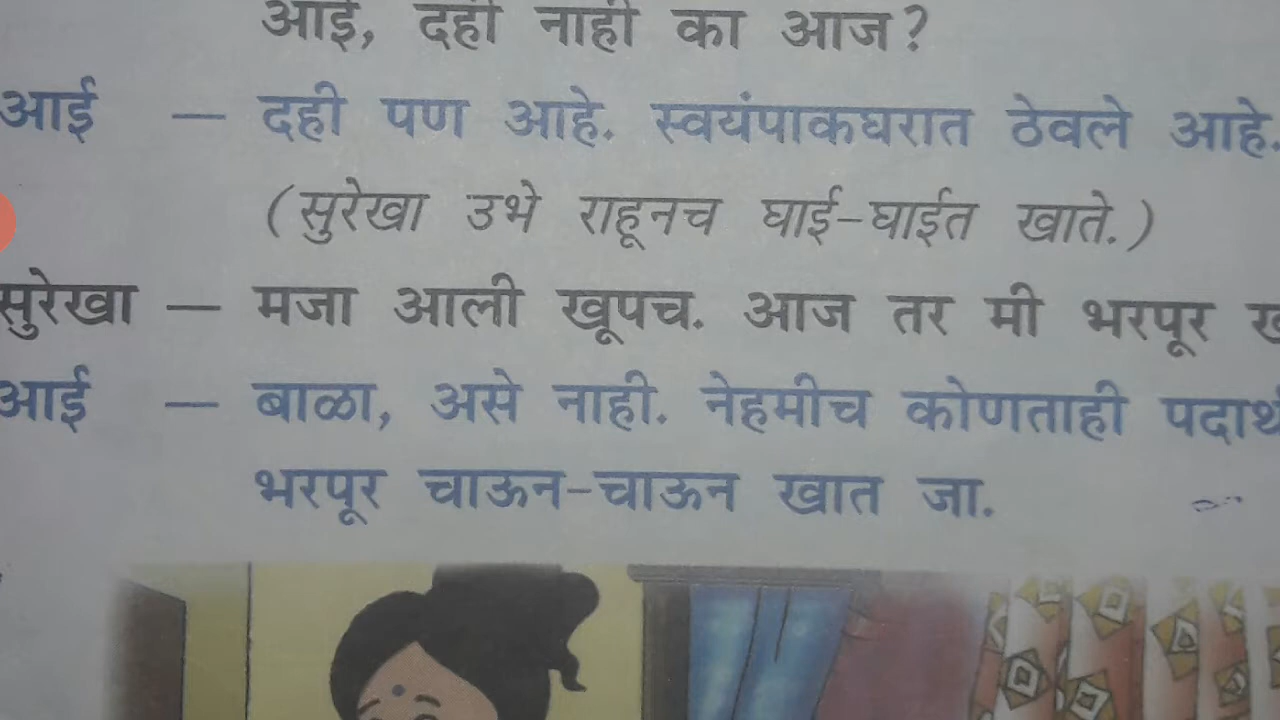 आई, दही नाही का आज?
आई — दही पण आहे. स्वयंपाकघरात ठेवले आहे.
(सुरेखा उभे राहूनच घाई-घाईत खाते.)
सुरेखा — मजा आली खूपच. आज तर मी भरपूर
आई — बाळा, असे नाही. नेहमीच कोणताही पदार्थ
भरपूर चाऊन-चाऊन खात जा.